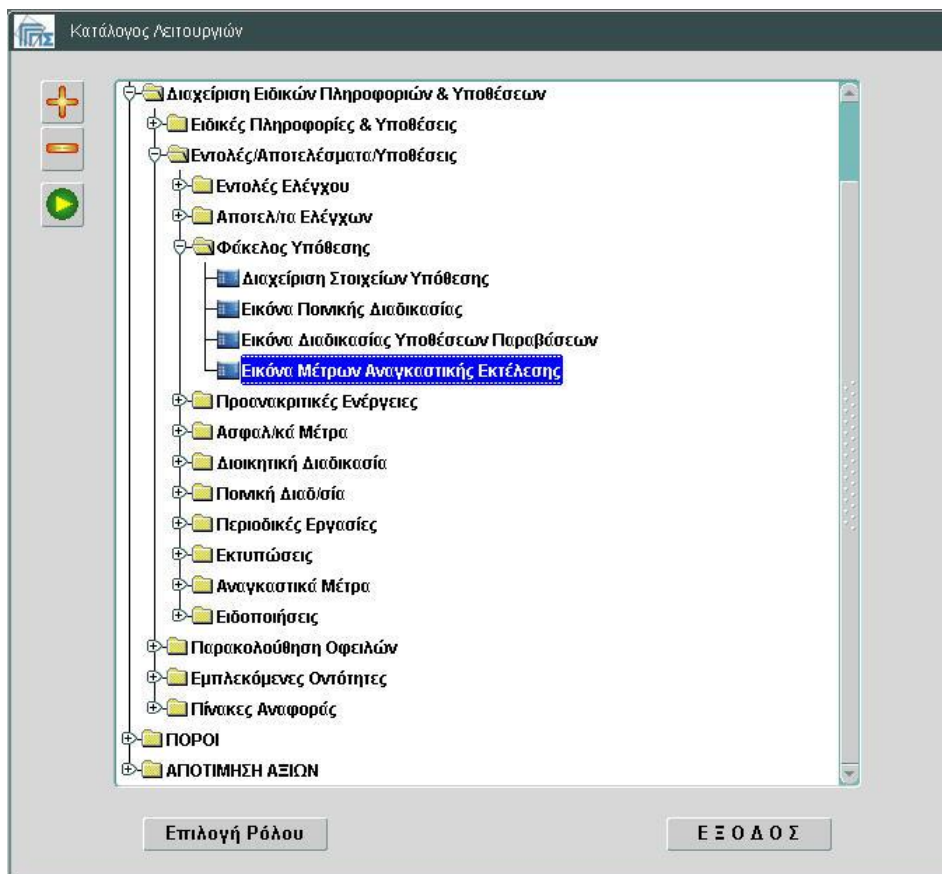 ΓΓΠΣ Κατάλογος Λειτουργιών
Διαχείριση Ειδικών Πληροφοριών & Υποθέσεων
Ειδικές Πληροφορίες & Υποθέσεις
Εντολές/Αποτελέσματα/Υποθέσεις
Εντολές Ελέγχου
Αποτελ/τα Ελέγχων
Φάκελος Υπόθεσης
Διαχείριση Στοιχείων Υπόθεσης
Εικόνα Ποινικής Διαδικασίας
Εικόνα Διαδικασίας Υποθέσεων Παραβάσεων
Εικόνα Μέτρων Αναγκαστικής Εκτέλεσης
Προανακριτικές Ενέργειες
Ασφαλ/κά Μέτρα
Διοικητική Διαδικασία
Ποινική Διαδ/σία
Περιοδικές Εργασίες
Εκτυπώσεις
Αναγκαστικά Μέτρα
Ειδοποιήσεις
Παρακολούθηση Οφειλών
Εμπλεκόμενες Οντότητες
Πίνακες Αναφοράς
ΠΟΡΟΙ
ΑΠΟΤΙΜΗΣΗ ΑΞΙΩΝ
Επιλογή Ρόλου ΕΞΟΔΟΣ